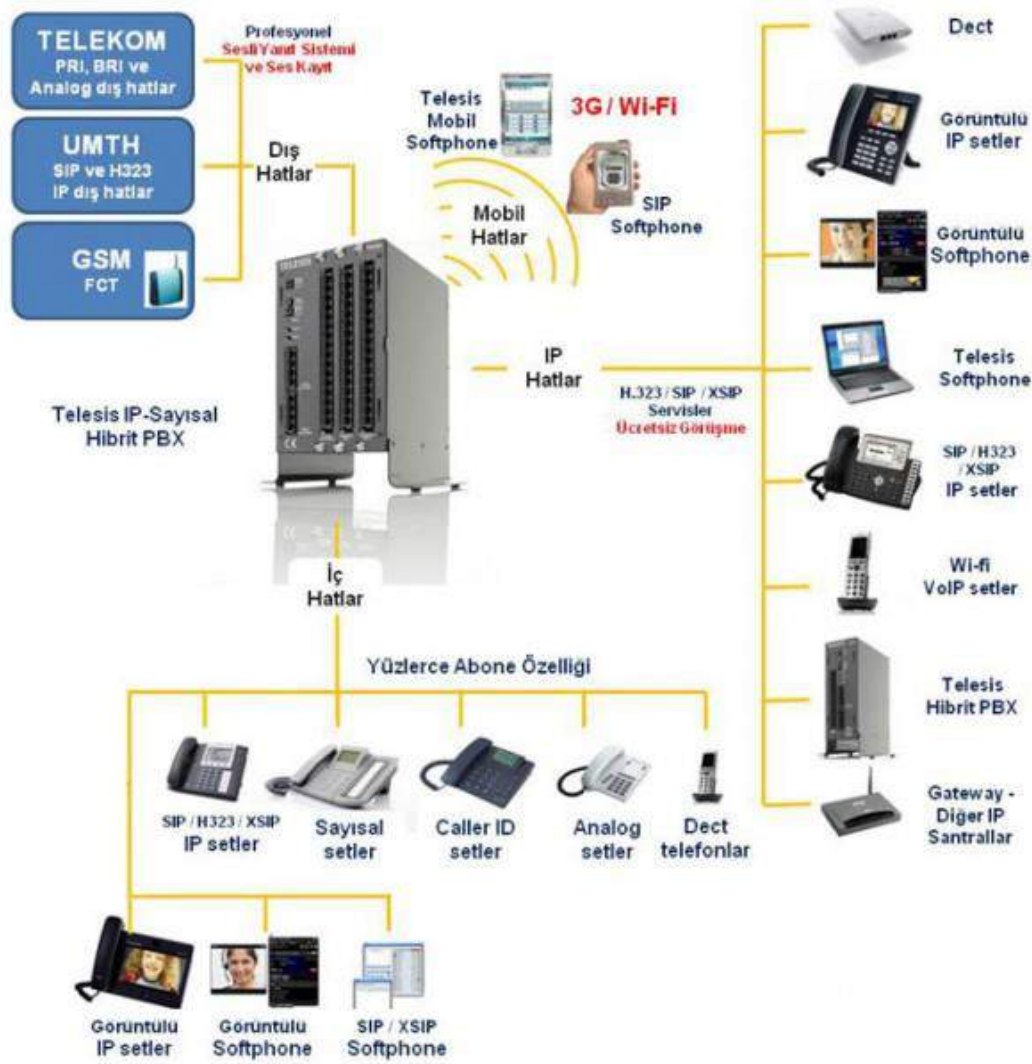 TELEKOM
PRI, BRI ve
Analog dış hatlar
UMTH
SIP ve H323
IP dış hatlar
GSM
FCT
Profesyonel
Sesli Yanıt Sistemi
ve Ses Kayıt
Dış
Hatlar
Telesis
Mobil
Softphone
3G / Wi-Fi
SIP
Softphone
Mobil
Hatlar
TELESIS
Telesis IP-Sayısal
Hibrit PBX
IP
Hatlar
H.323 / SIP / XSIP
Servisler
Ücretsiz Görüşme
Dect
Görüntülü
IP setler
Görüntülü
Softphone
Telesis
Softphone
SIP / H323
/ XSIP
IP setler
Wi-fi
VoIP setler
Telesis
Hibrit PBX
Gateway -
Diğer IP
Santrallar
İç
Hatlar
Yüzlerce Abone Özelliği
SIP / H323 / XSIP
IP setler
Sayısal
setler
Caller ID
setler
Analog
setler
Dect
telefonlar
Görüntülü
IP setler
Görüntülü
Softphone
SIP / XSIP
Softphone